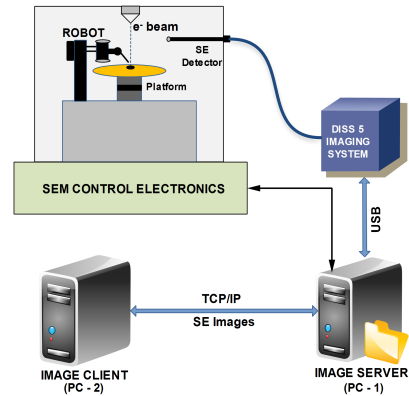 e- beam
ROBOT
SE
Detector
Platform
DISS 5
IMAGING
SYSTEM
SEM CONTROL ELECTRONICS
USB
TCP/IP
SE Images
IMAGE CLIENT
(PC - 2)
IMAGE SERVER
(PC - 1)